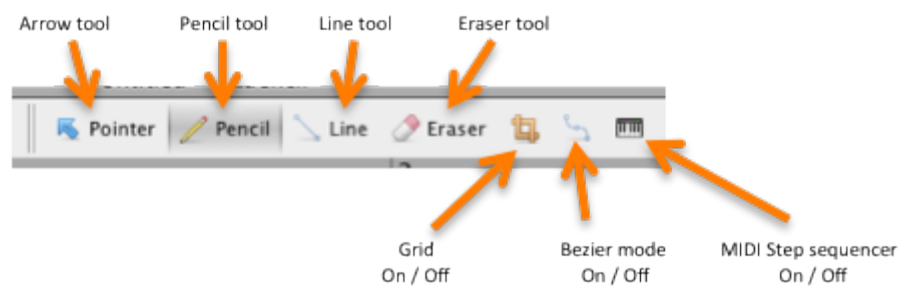 Arrow tool
Pencil tool
Line tool
Eraser tool
Pointer
Pencil
Line
Eraser
Grid
On / Off
Bezier mode
On / Off
MIDI Step sequencer
On / Off